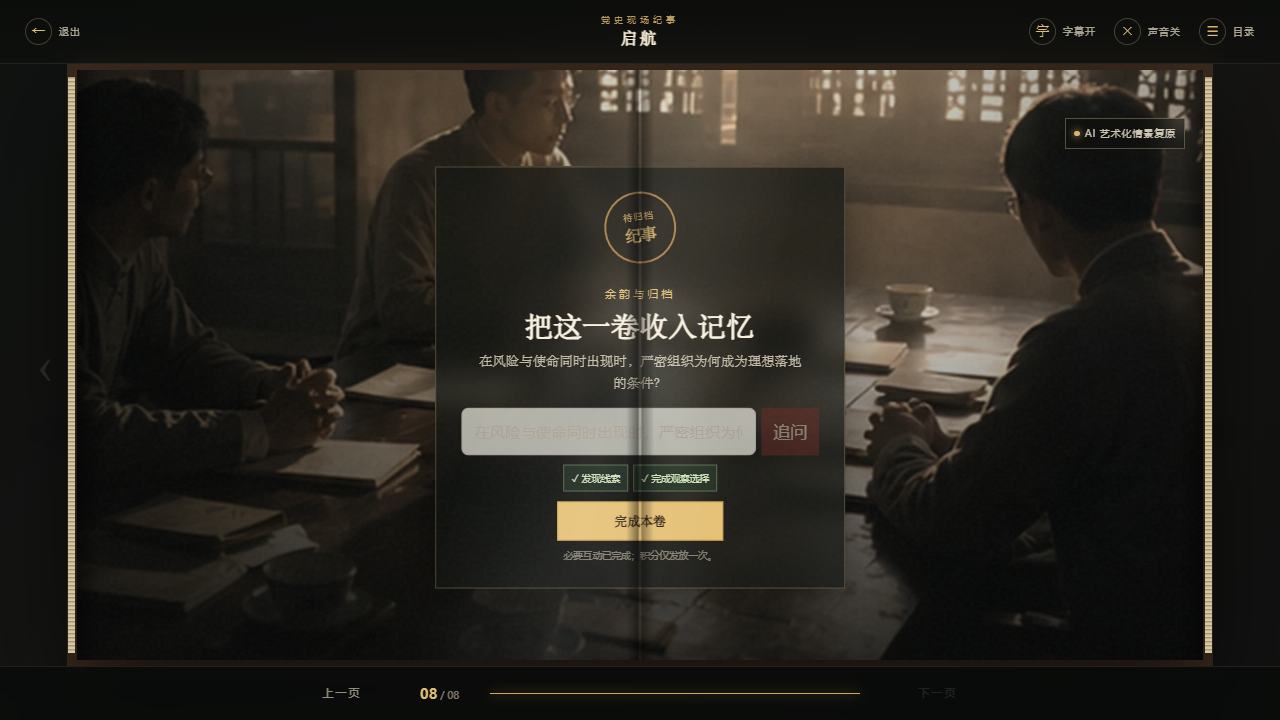 ← 退出
党史现场纪事
启航
字 字幕开
× 声音关
☰ 目录
AI 艺术化情景复原
待归档
纪事
余韵与归档
把这一卷收入记忆
在风险与使命同时出现时，严密组织为何成为理想落地
的条件？
在风险与使命同时出现时，严密组织为何
追问
✓ 发现线索
✓ 完成观察选择
完成本卷
必要互动已完成；积分仅发放一次。
上一页
08 / 08
下一页